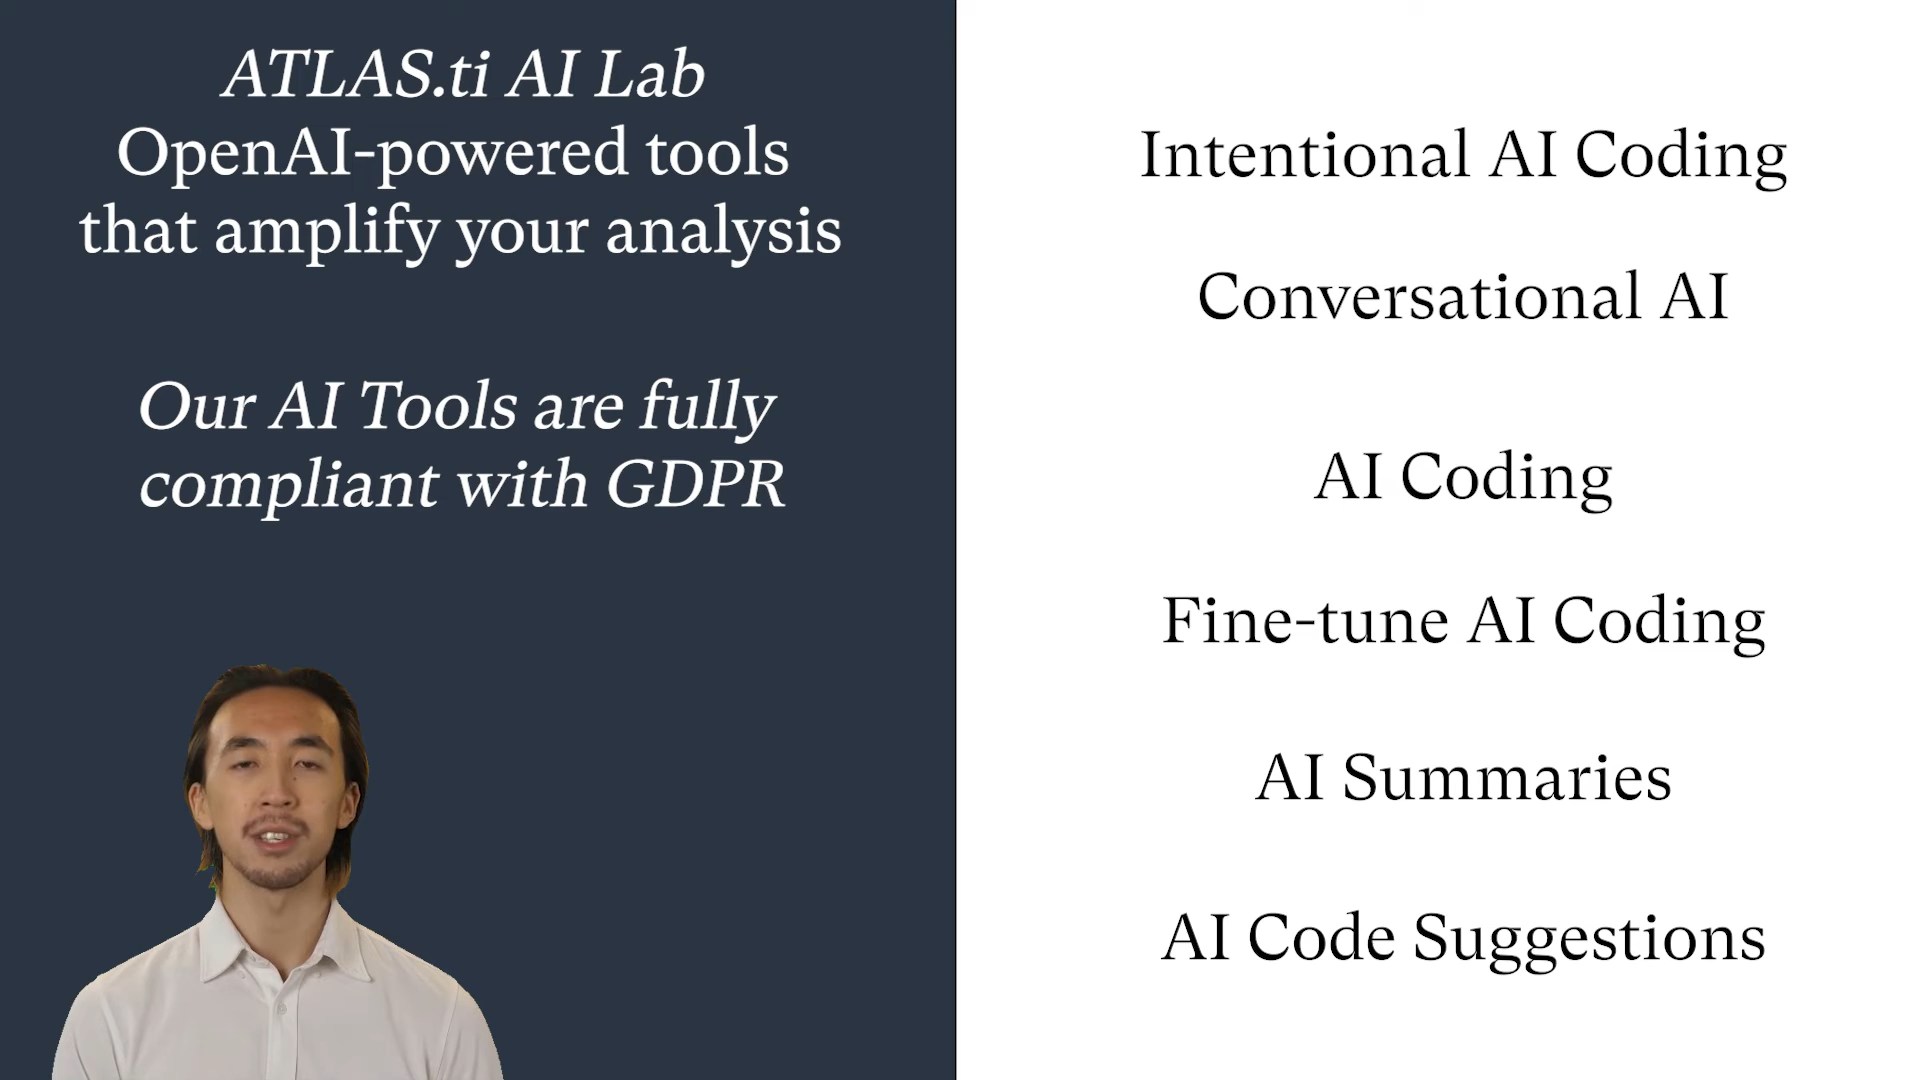 ATLAS.ti AI Lab
OpenAI-powered tools
that amplify your analysis
Our AI Tools are fully
compliant with GDPR
Intentional AI Coding
Conversational AI
AI Coding
Fine-tune AI Coding
AI Summaries
AI Code Suggestions